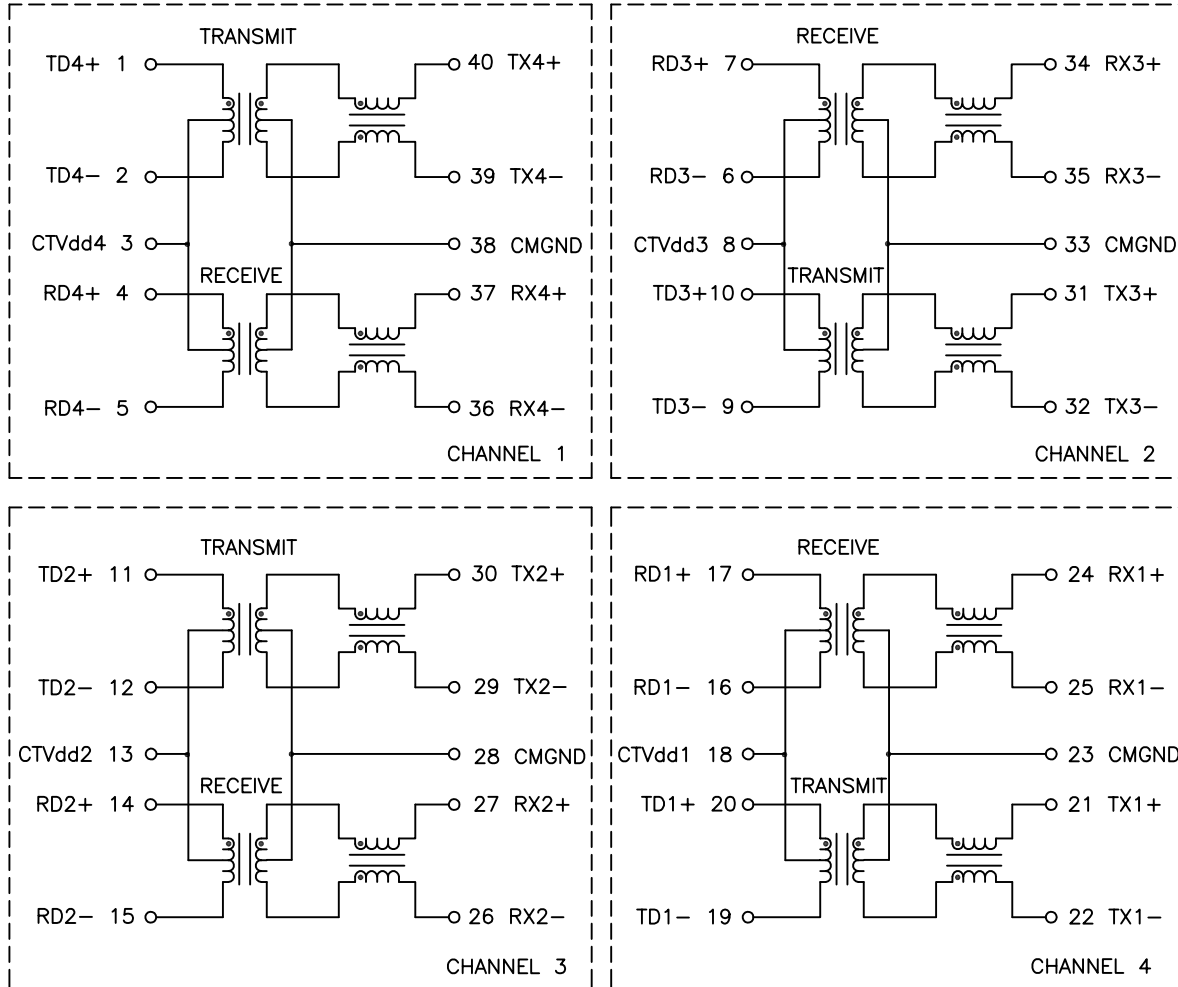 TRANSMIT
TD4+ 1
40 TX4+
TD4− 2
39 TX4−
CTVdd4 3
38 CMGND
RECEIVE
RD4+ 4
37 RX4+
RD4− 5
36 RX4−
CHANNEL 1
RECEIVE
RD3+ 7
34 RX3+
RD3− 6
35 RX3−
CTVdd3 8
33 CMGND
TRANSMIT
TD3+10
31 TX3+
TD3− 9
32 TX3−
CHANNEL 2
TRANSMIT
TD2+ 11
30 TX2+
TD2− 12
29 TX2−
CTVdd2 13
28 CMGND
RECEIVE
RD2+ 14
27 RX2+
RD2− 15
26 RX2−
CHANNEL 3
RECEIVE
RD1+ 17
24 RX1+
RD1− 16
25 RX1−
CTVdd1 18
23 CMGND
TRANSMIT
TD1+ 20
21 TX1+
TD1− 19
22 TX1−
CHANNEL 4